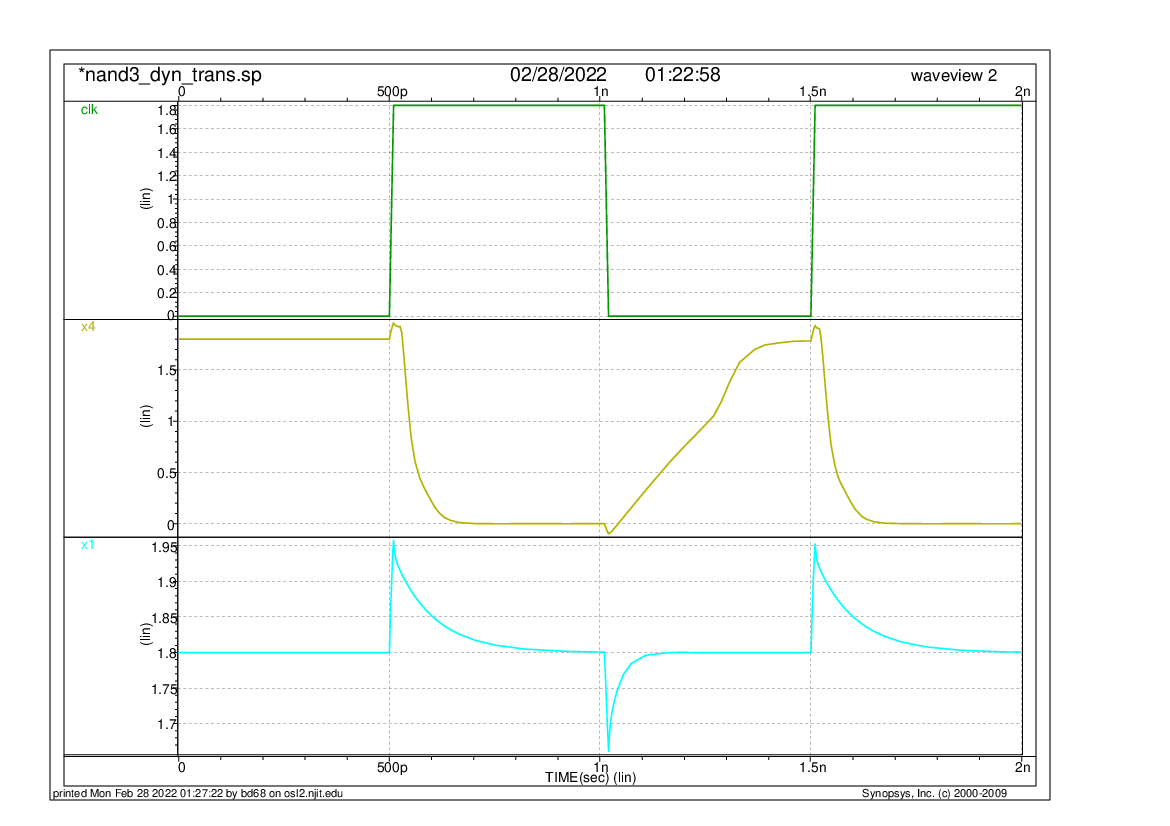 *nand3_dyn_trans.sp 02/28/2022 01:22:58 waveview 2
0 500p 1n 1.5n 2n
clk
1.8
1.6
1.4
1.2
(lin)
1
0.8
0.6
0.4
0.2
0
x4
1.5
(lin)
1
0.5
0
x1
1.95
1.9
1.85
(lin)
1.8
1.75
1.7
0 500p 1n 1.5n 2n
TIME(sec) (lin)
printed Mon Feb 28 2022 01:27:22 by bd68 on osl2.njit.edu Synopsys, Inc. (c) 2000-2009